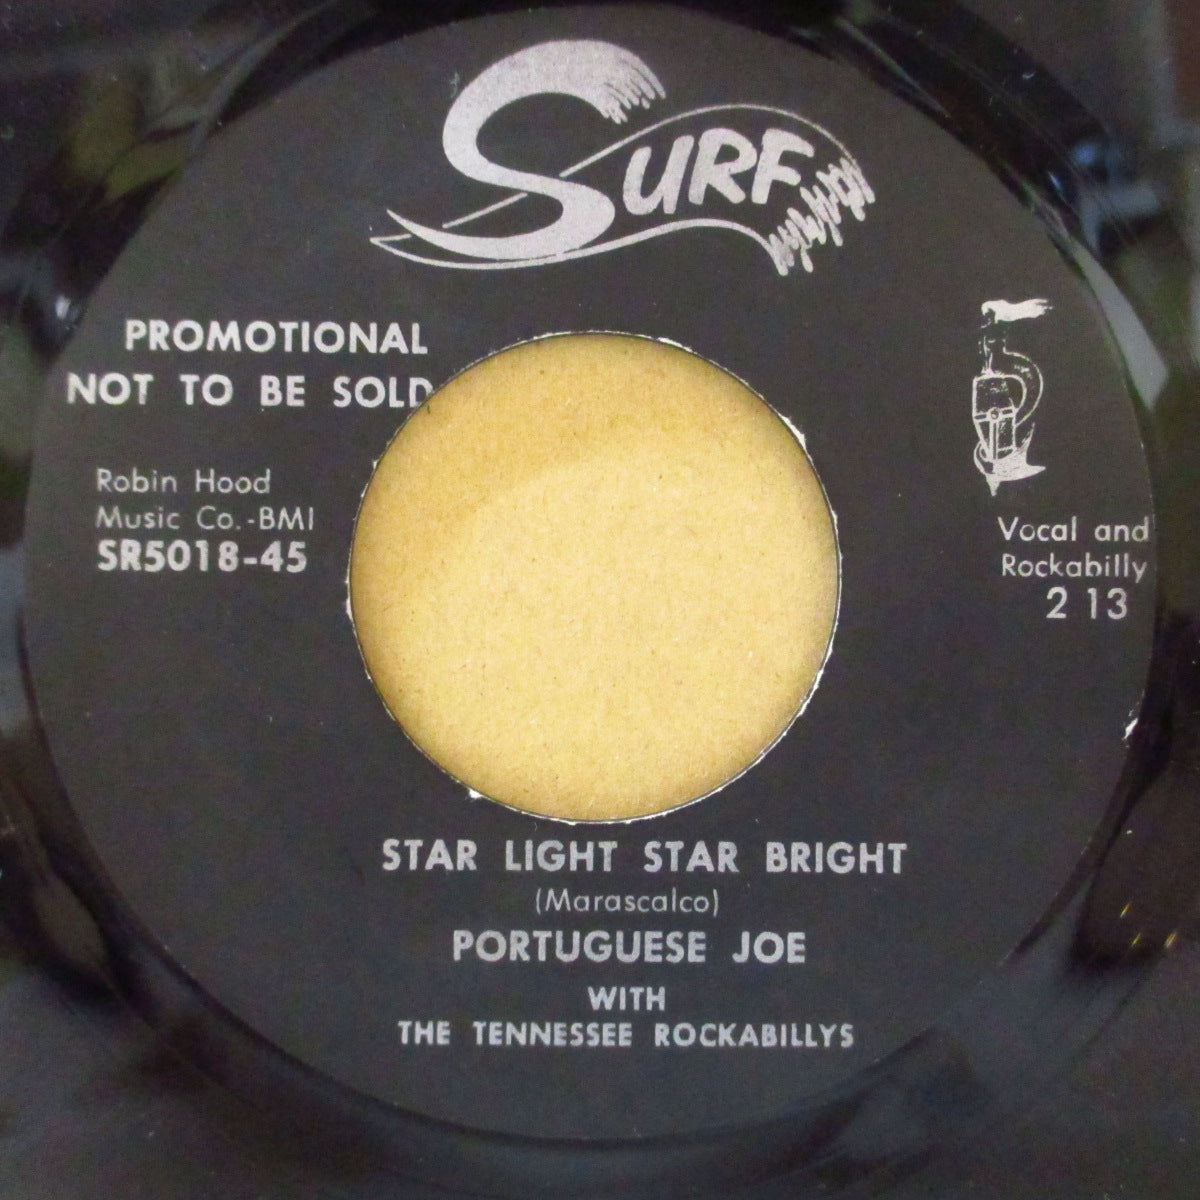 SURF
PROMOTIONAL
NOT TO BE SOLD
Robin Hood
Music Co.-BMI
SR5018-45
Vocal and
Rockabilly
2 13
STAR LIGHT STAR BRIGHT
(Marascalco)
PORTUGUESE JOE
WITH
THE TENNESSEE ROCKABILLYS